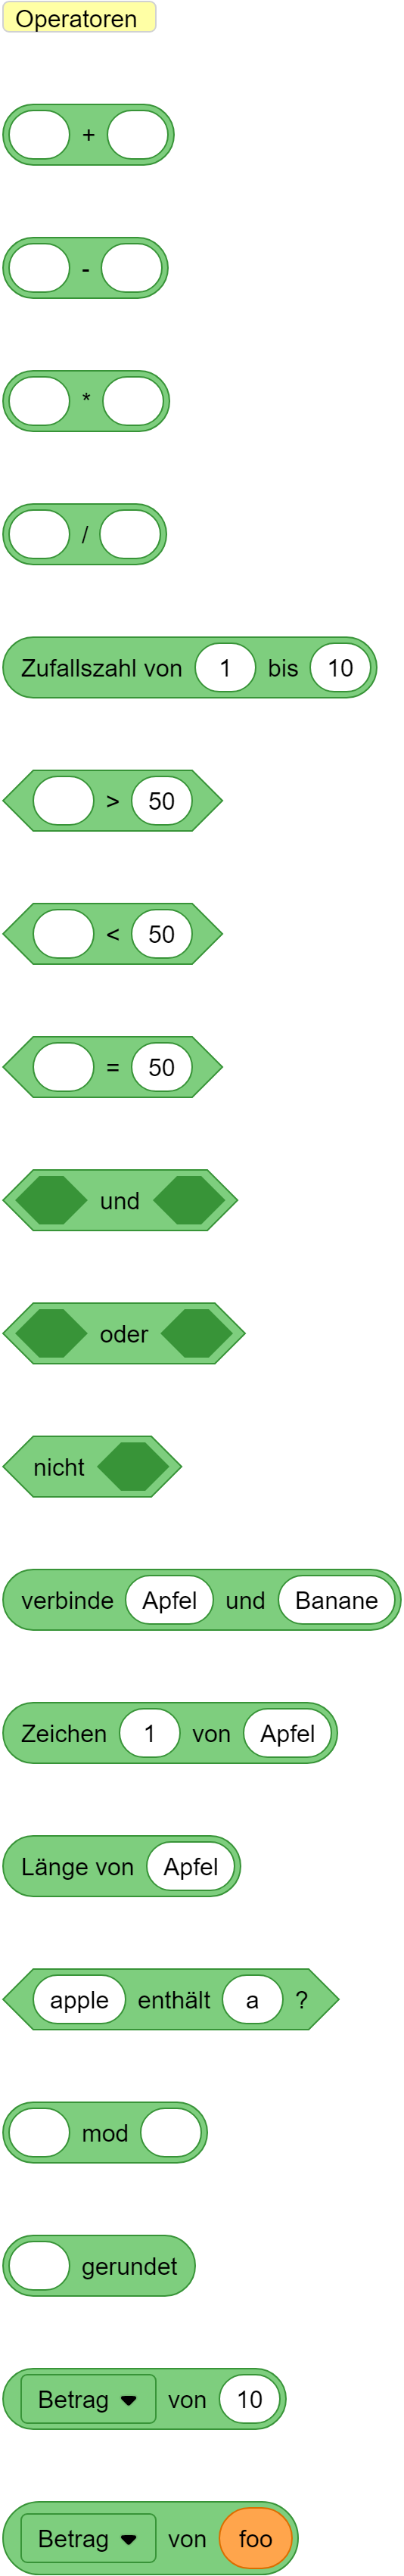 Operatoren
+
-
*
/
Zufallszahl von 1 bis 10
> 50
< 50
= 50
und
oder
nicht
verbinde Apfel und Banane
Zeichen 1 von Apfel
Länge von Apfel
apple enthält a ?
mod
gerundet
Betrag von 10
Betrag von foo